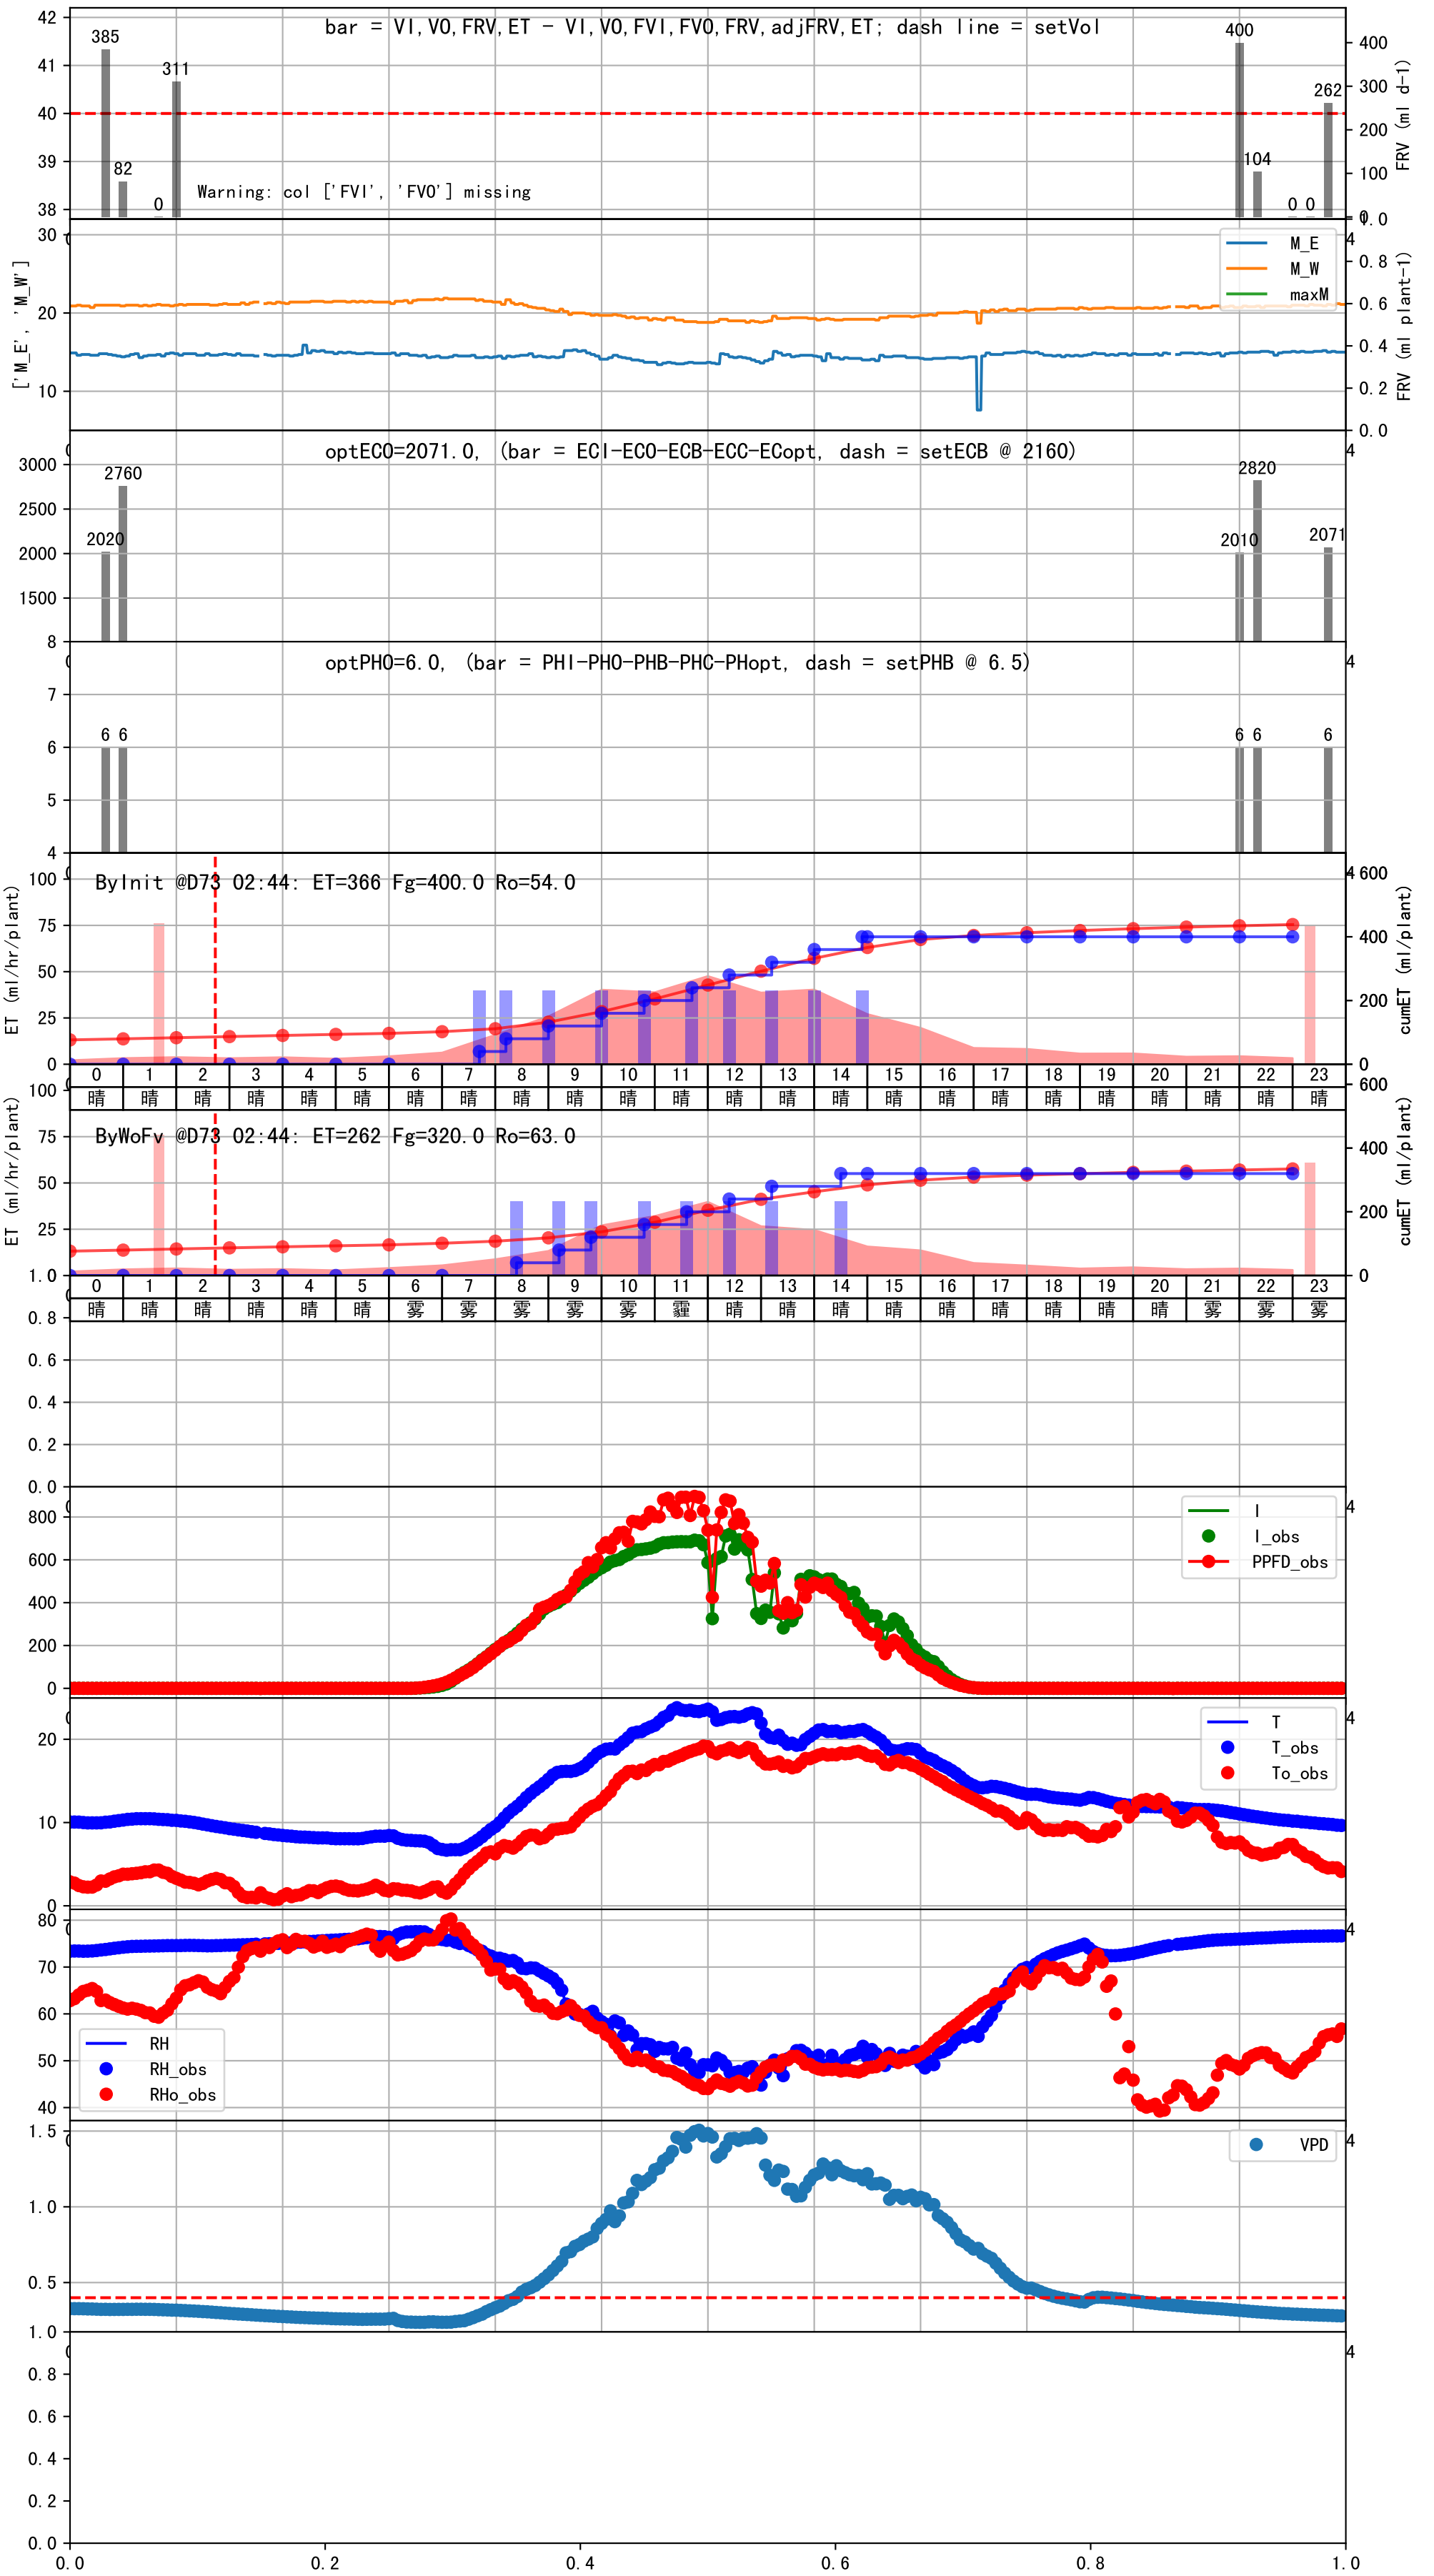 bar = VI,VO,FRV,ET - VI,VO,FVI,FVO,FRV,adjFRV,ET; dash line = setVol
42
41
40
39
38
385
82
0
311
400
104
0
0
262
Warning: col ['FVI', 'FVO'] missing
400
300
200
100
0
FRV (ml d-1)
['M_E', 'M_W']
30
20
10
M_E
M_W
maxM
1.0
0.8
0.6
0.4
0.2
0.0
FRV (ml plant-1)
optECO=2071.0, (bar = ECI-ECO-ECB-ECC-ECopt, dash = setECB @ 2160)
3000
2500
2000
1500
2020
2760
2010
2820
2071
optPHO=6.0, (bar = PHI-PHO-PHB-PHC-PHopt, dash = setPHB @ 6.5)
8
7
6
5
4
6 6
6 6
6
ByInit @D73 02:44: ET=366 Fg=400.0 Ro=54.0
ET (ml/hr/plant)
100
75
50
25
0
600
400
200
0
cumET (ml/plant)
0 1 2 3 4 5 6 7 8 9 10 11 12 13 14 15 16 17 18 19 20 21 22 23
晴 晴 晴 晴 晴 晴 晴 晴 晴 晴 晴 晴 晴 晴 晴 晴 晴 晴 晴 晴 晴 晴 晴 晴
ByWoFv @D73 02:44: ET=262 Fg=320.0 Ro=63.0
ET (ml/hr/plant)
100
75
50
25
600
400
200
0
cumET (ml/plant)
0 1 2 3 4 5 6 7 8 9 10 11 12 13 14 15 16 17 18 19 20 21 22 23
晴 晴 晴 晴 晴 晴 雾 雾 雾 雾 雾 霾 晴 晴 晴 晴 晴 晴 晴 晴 晴 雾 雾 雾
1.0
0.8
0.6
0.4
0.2
0.0
800
600
400
200
0
I
I_obs
PPFD_obs
20
10
0
T
T_obs
To_obs
80
70
60
50
40
RH
RH_obs
RHo_obs
1.5
1.0
0.5
VPD
1.0
0.8
0.6
0.4
0.2
0.0
0.0 0.2 0.4 0.6 0.8 1.0